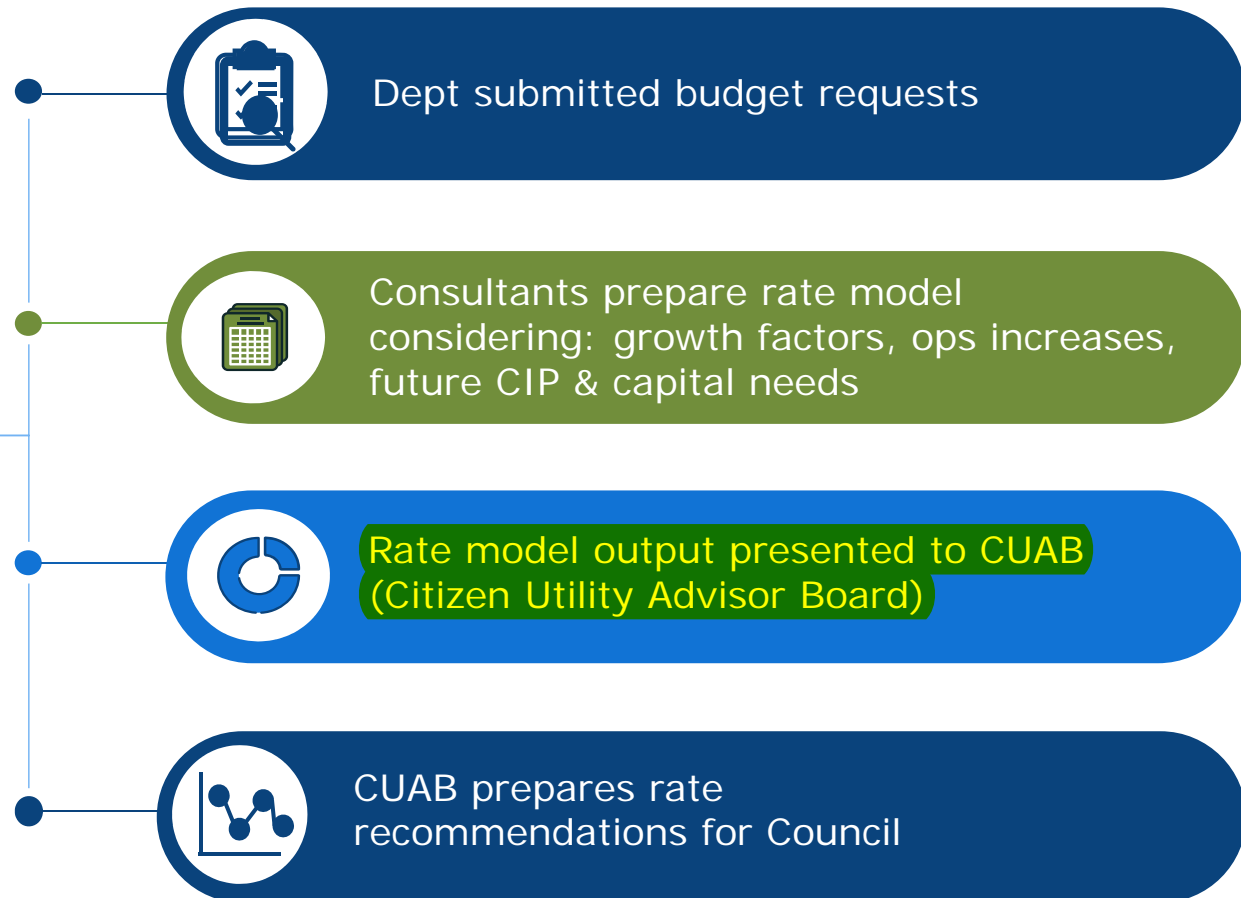 Dept submitted budget requests
Consultants prepare rate model
considering: growth factors, ops increases,
future CIP & capital needs
Rate model output presented to CUAB
(Citizen Utility Advisor Board)
CUAB prepares rate
recommendations for Council